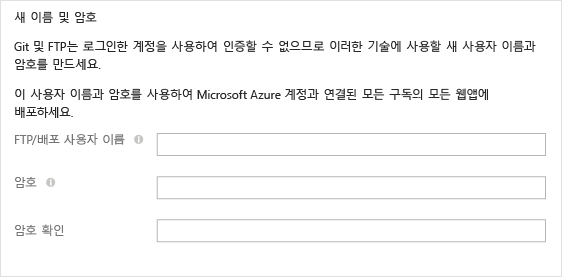 새 이름 및 암호
Git 및 FTP는 로그인한 계정을 사용하여 인증할 수 없으므로 이러한 기술에 사용할 새 사용자 이름과
암호를 만드세요.
이 사용자 이름과 암호를 사용하여 Microsoft Azure 계정과 연결된 모든 구독의 모든 웹앱에
배포하세요.
FTP/배포 사용자 이름
암호
암호 확인